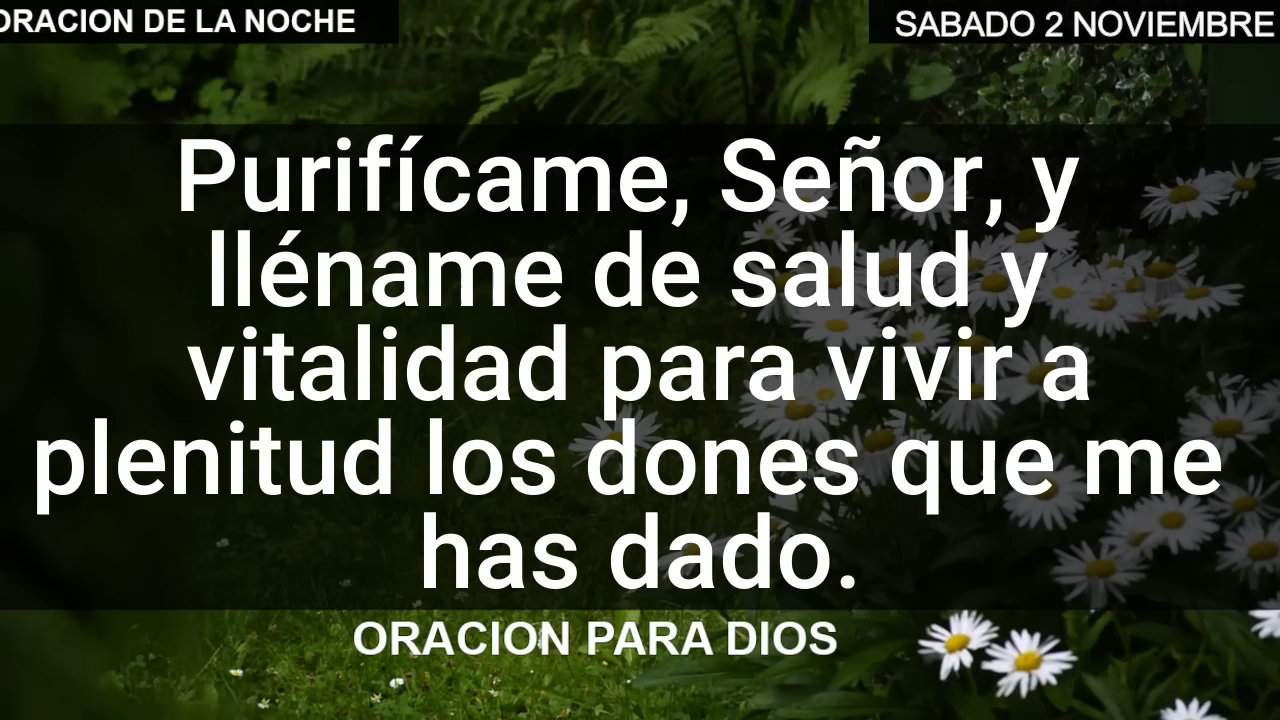 ORACION DE LA NOCHE
SABADO 2 NOVIEMBRE
Purifícame, Señor, y
lléname de salud y
vitalidad para vivir a
plenitud los dones que me
has dado.
ORACION PARA DIOS